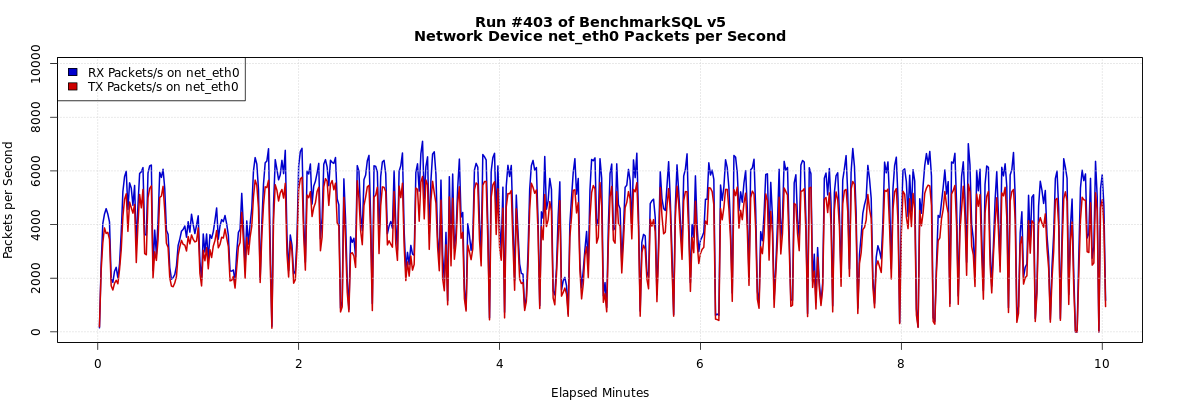 Run #403 of BenchmarkSQL v5
Network Device net_eth0 Packets per Second
RX Packets/s on net_eth0
TX Packets/s on net_eth0
Packets per Second
10000
8000
6000
4000
2000
0
0 2 4 6 8 10
Elapsed Minutes